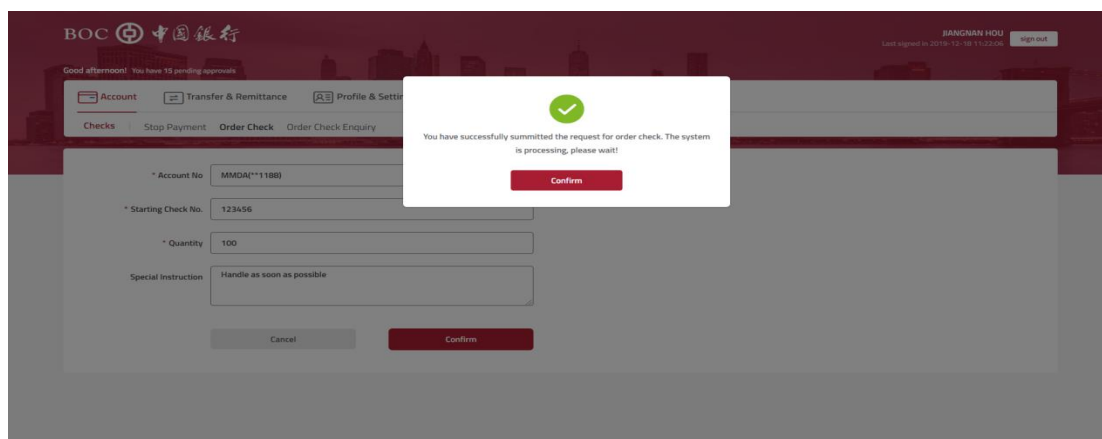 BOC 中国银行
JIANGNAN HOU
Last signed in 2019-12-18 11:22:06
sign out
Good afternoon! You have 15 pending approvals
Account Transfer & Remittance Profile & Settin
Checks Stop Payment Order Check Order Check Enquiry
You have successfully summitted the request for order check. The system
is processing, please wait!
Confirm
* Account No MMDA(**1188)
* Starting Check No. 123456
* Quantity 100
Special Instruction Handle as soon as possible
Cancel Confirm